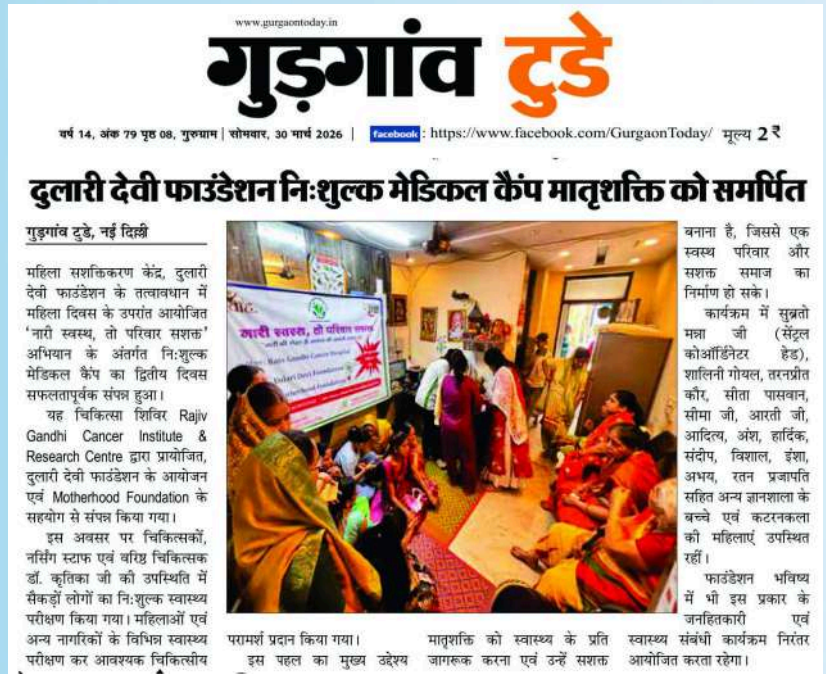 www.gurgaontoday.in
गुड़गांव टुडे
वर्ष 14, अंक 79 पृष्ठ 08, गुरुग्राम | सोमवार, 30 मार्च 2026 | facebook : https://www.facebook.com/GurgaonToday/ मूल्य 2₹
दुलारी देवी फाउंडेशन निःशुल्क मेडिकल कैंप मातृशक्ति को समर्पित
गुड़गांव टुडे, नई दिल्ली
महिला सशक्तिकरण केंद्र, दुलारी
देवी फाउंडेशन के तत्वावधान में
महिला दिवस के उपरांत आयोजित
‘नारी स्वस्थ, तो परिवार सशक्त’
अभियान के अंतर्गत नि:शुल्क
मेडिकल कैंप का द्वितीय दिवस
सफलतापूर्वक संपन्न हुआ।
यह चिकित्सा शिविर Rajiv
Gandhi Cancer Institute &
Research Centre द्वारा प्रायोजित,
दुलारी देवी फाउंडेशन के आयोजन
एवं Motherhood Foundation के
सहयोग से संपन्न किया गया।
इस अवसर पर चिकित्सकों,
नर्सिंग स्टाफ एवं वरिष्ठ चिकित्सक
डॉ. कृतिका जी की उपस्थिति में
सैकड़ों लोगों का नि:शुल्क स्वास्थ्य
परीक्षण किया गया। महिलाओं एवं
अन्य नागरिकों के विभिन्न स्वास्थ्य
परीक्षण कर आवश्यक चिकित्सीय
नारी स्वस्थ, तो परिवार सशक्त
Rajiv Gandhi Cancer Hospital
Dulari Devi Foundation
Motherhood Foundation
परामर्श प्रदान किया गया।
इस पहल का मुख्य उद्देश्य
मातृशक्ति को स्वास्थ्य के प्रति
जागरूक करना एवं उन्हें सशक्त
बनाना है, जिससे एक
स्वस्थ परिवार और
सशक्त समाज का
निर्माण हो सके।
कार्यक्रम में सुब्रतो
मन्ना जी (सेंट्रल
कोऑर्डिनेटर हेड),
शालिनी गोयल, तरनप्रीत
कौर, सीता पासवान,
सीमा जी, आरती जी,
आदित्य, अंश, हार्दिक,
संदीप, विशाल, इंशा,
अभय, रतन प्रजापति
सहित अन्य ज्ञानशाला के
बच्चे एवं कटरनकला
की महिलाएं उपस्थित
रहीं।
फाउंडेशन भविष्य
में भी इस प्रकार के
जनहितकारी एवं
स्वास्थ्य संबंधी कार्यक्रम निरंतर
आयोजित करता रहेगा।